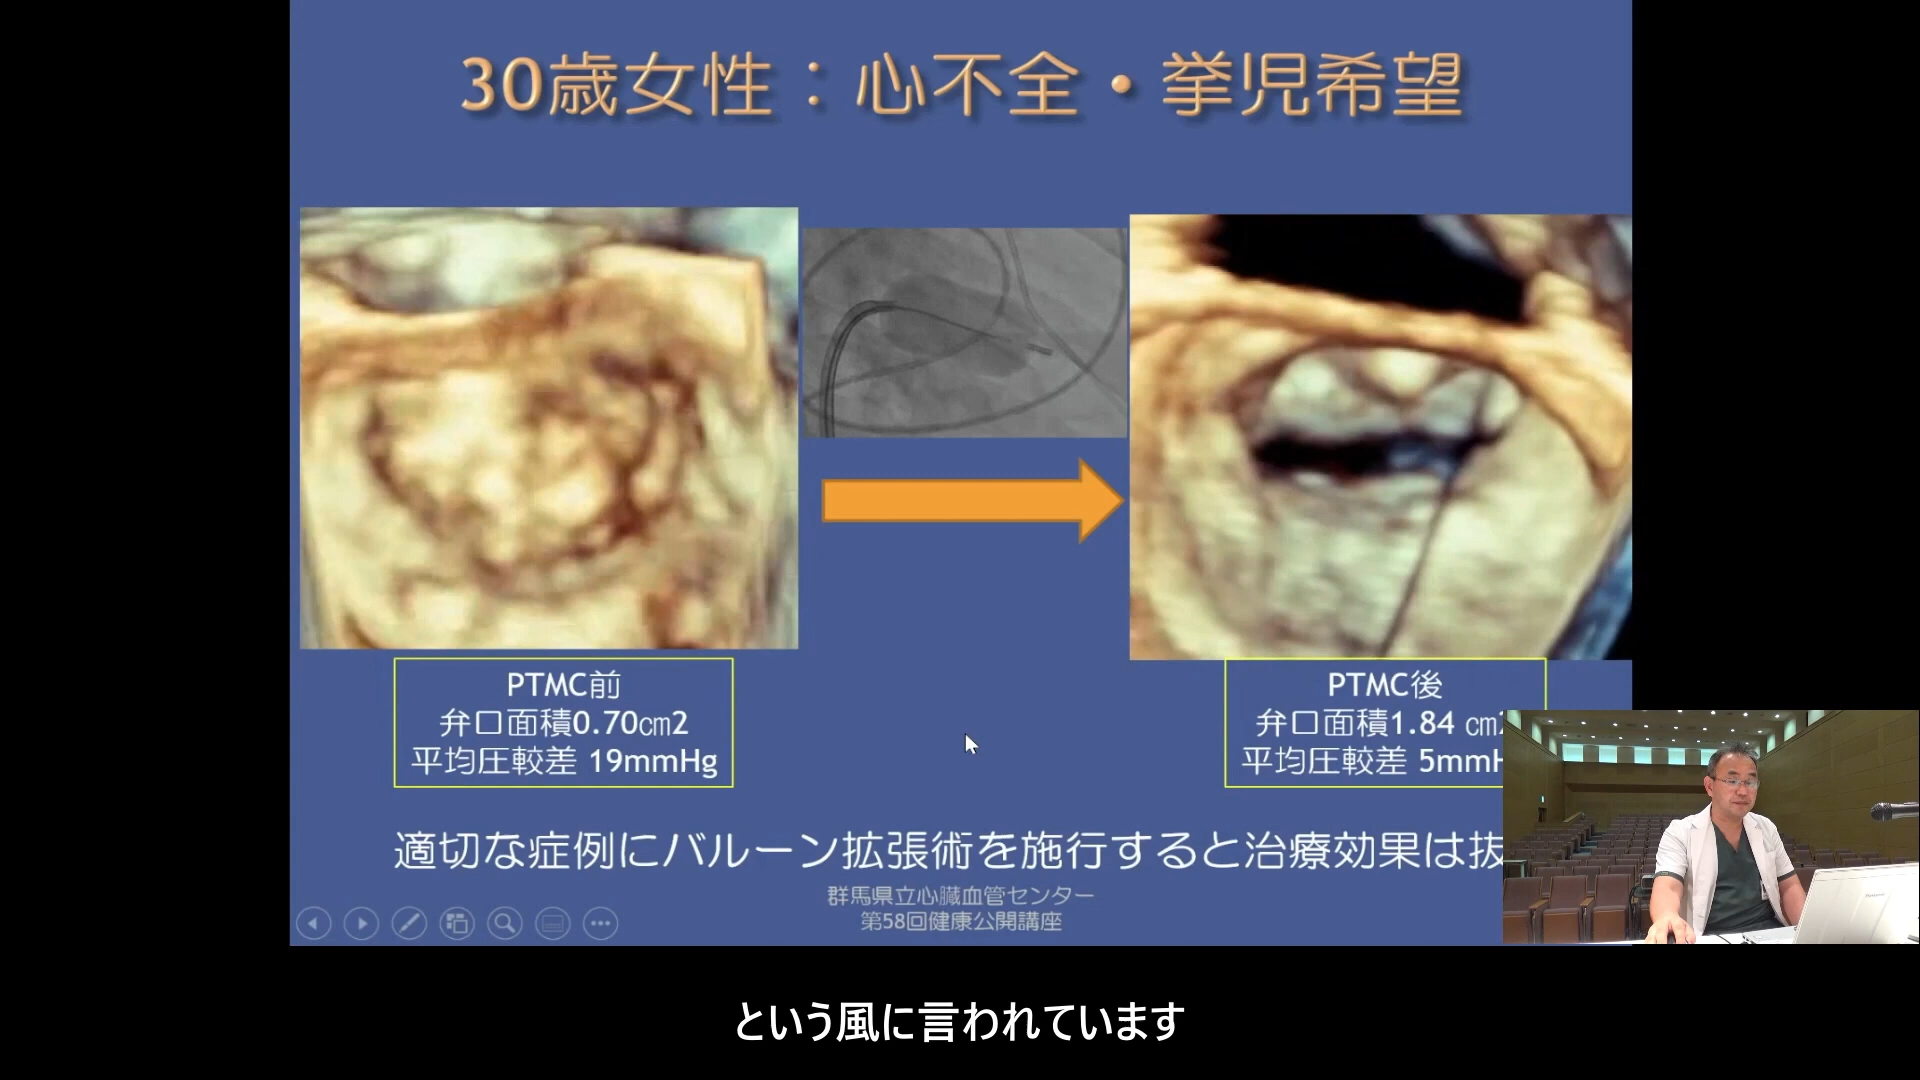 30歳女性：心不全・挙児希望
PTMC前
弁口面積0.70㎝2
平均圧較差 19mmHg
PTMC後
弁口面積1.84 ㎝
平均圧較差 5mmH
適切な症例にバルーン拡張術を施行すると治療効果は抜
群馬県立心臓血管センター
第58回健康公開講座
という風に言われています